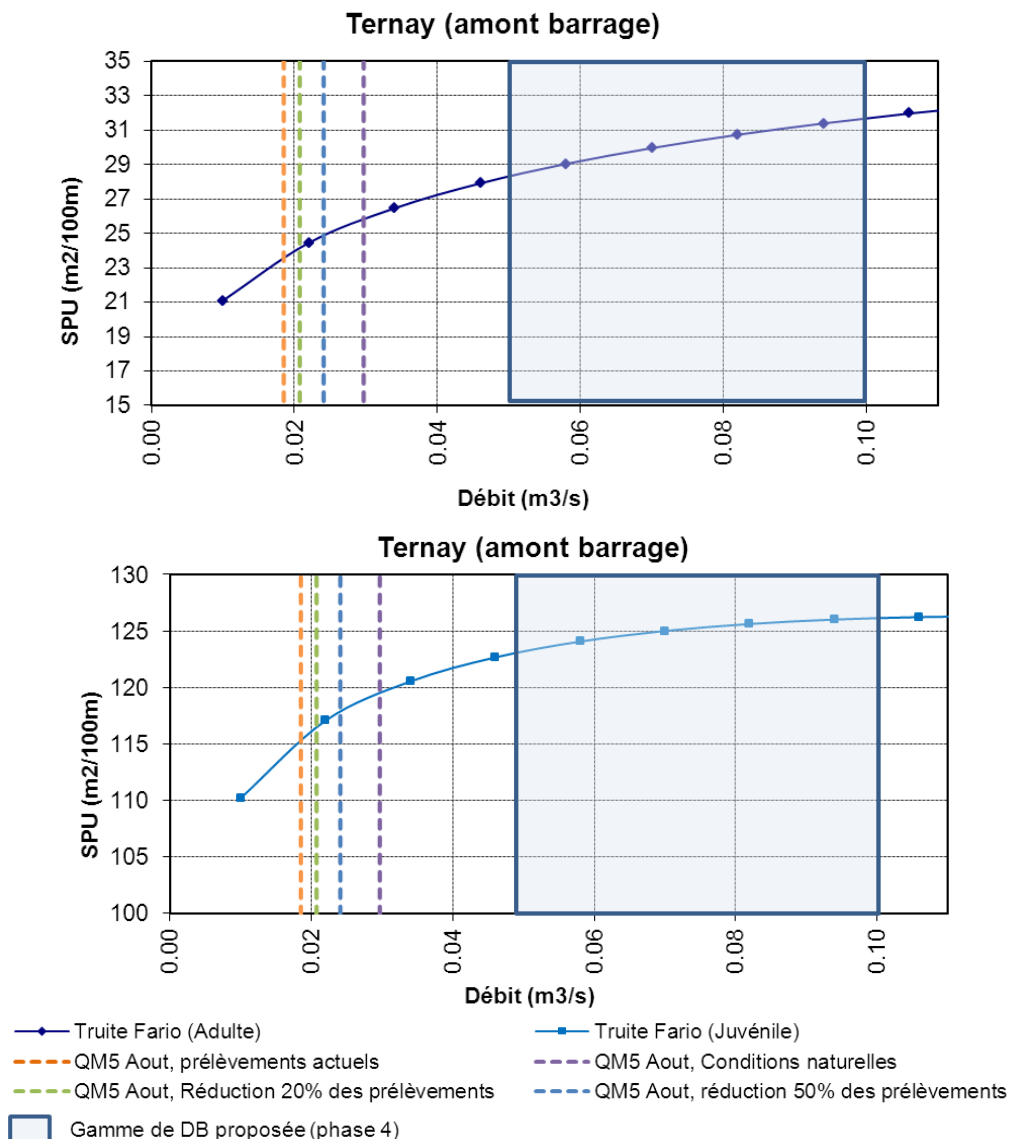 Ternay (amont barrage)
35
33
31
29
27
25
23
21
19
17
15
SPU (m2/100m)
0.00
0.02
0.04
0.06
0.08
0.10
Débit (m3/s)
Ternay (amont barrage)
130
125
120
115
110
105
100
SPU (m2/100m)
0.00
0.02
0.04
0.06
0.08
0.10
Débit (m3/s)
Truite Fario (Adulte)
Truite Fario (Juvénile)
QM5 Aout, prélèvements actuels
QM5 Aout, Conditions naturelles
QM5 Aout, Réduction 20% des prélèvements
QM5 Aout, réduction 50% des prélèvements
Gamme de DB proposée (phase 4)